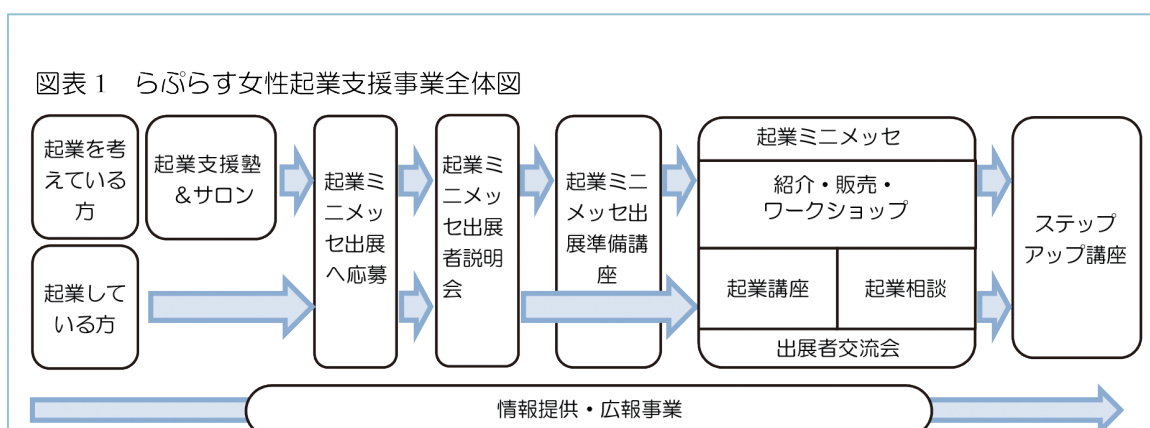 図表1 らぷらす女性起業支援事業全体図
起業を考
えている
方
起業支援塾
&サロン
起業ミ
ニメッ
セ出展
へ応募
起業ミ
ニメッ
セ出展
者説明
会
起業ミニ
メッセ出
展準備講
座
起業ミニメッセ
紹介・販売・
ワークショップ
起業講座
起業相談
出展者交流会
ステップ
アップ講座
起業して
いる方
情報提供・広報事業